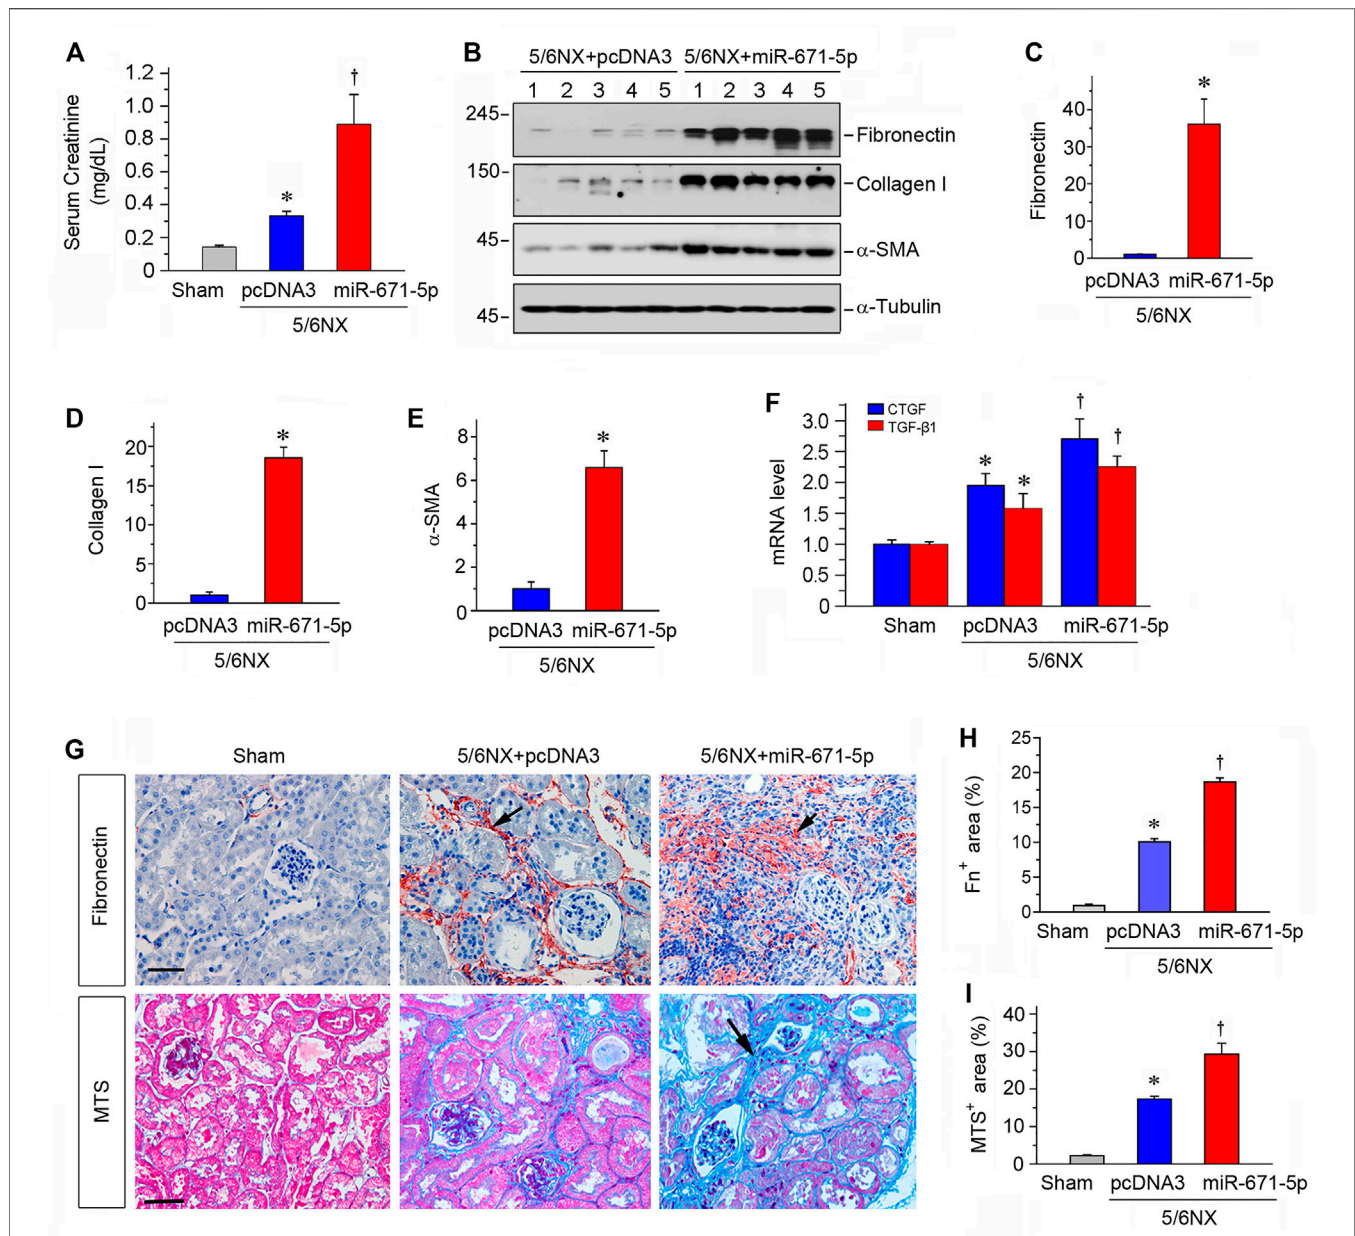 A
Serum Creatinine
(mg/dL)
1.2
1.0
0.8
0.6
0.4
0.2
0
*
†
Sham
pcDNA3
miR-671-5p
5/6NX
B
5/6NX+pcDNA3
5/6NX+miR-671-5p
1 2 3 4 5 1 2 3 4 5
245
150
45
45
Fibronectin
Collagen I
α-SMA
α-Tubulin
C
Fibronectin
40
30
20
10
0
*
pcDNA3 miR-671-5p
5/6NX
D
Collagen I
20
15
10
5
0
*
pcDNA3 miR-671-5p
5/6NX
E
α-SMA
8
6
4
2
0
*
pcDNA3 miR-671-5p
5/6NX
F
mRNA level
3.0
2.5
2.0
1.5
1.0
0.5
0
CTGF
TGF-β1
*
*
†
†
Sham
pcDNA3
miR-671-5p
5/6NX
G
Sham
5/6NX+pcDNA3
5/6NX+miR-671-5p
Fibronectin
MTS
H
Fn+ area (%)
25
20
15
10
5
0
*
†
Sham
pcDNA3
miR-671-5p
5/6NX
I
MTS+ area (%)
40
30
20
10
0
*
†
Sham
pcDNA3
miR-671-5p
5/6NX